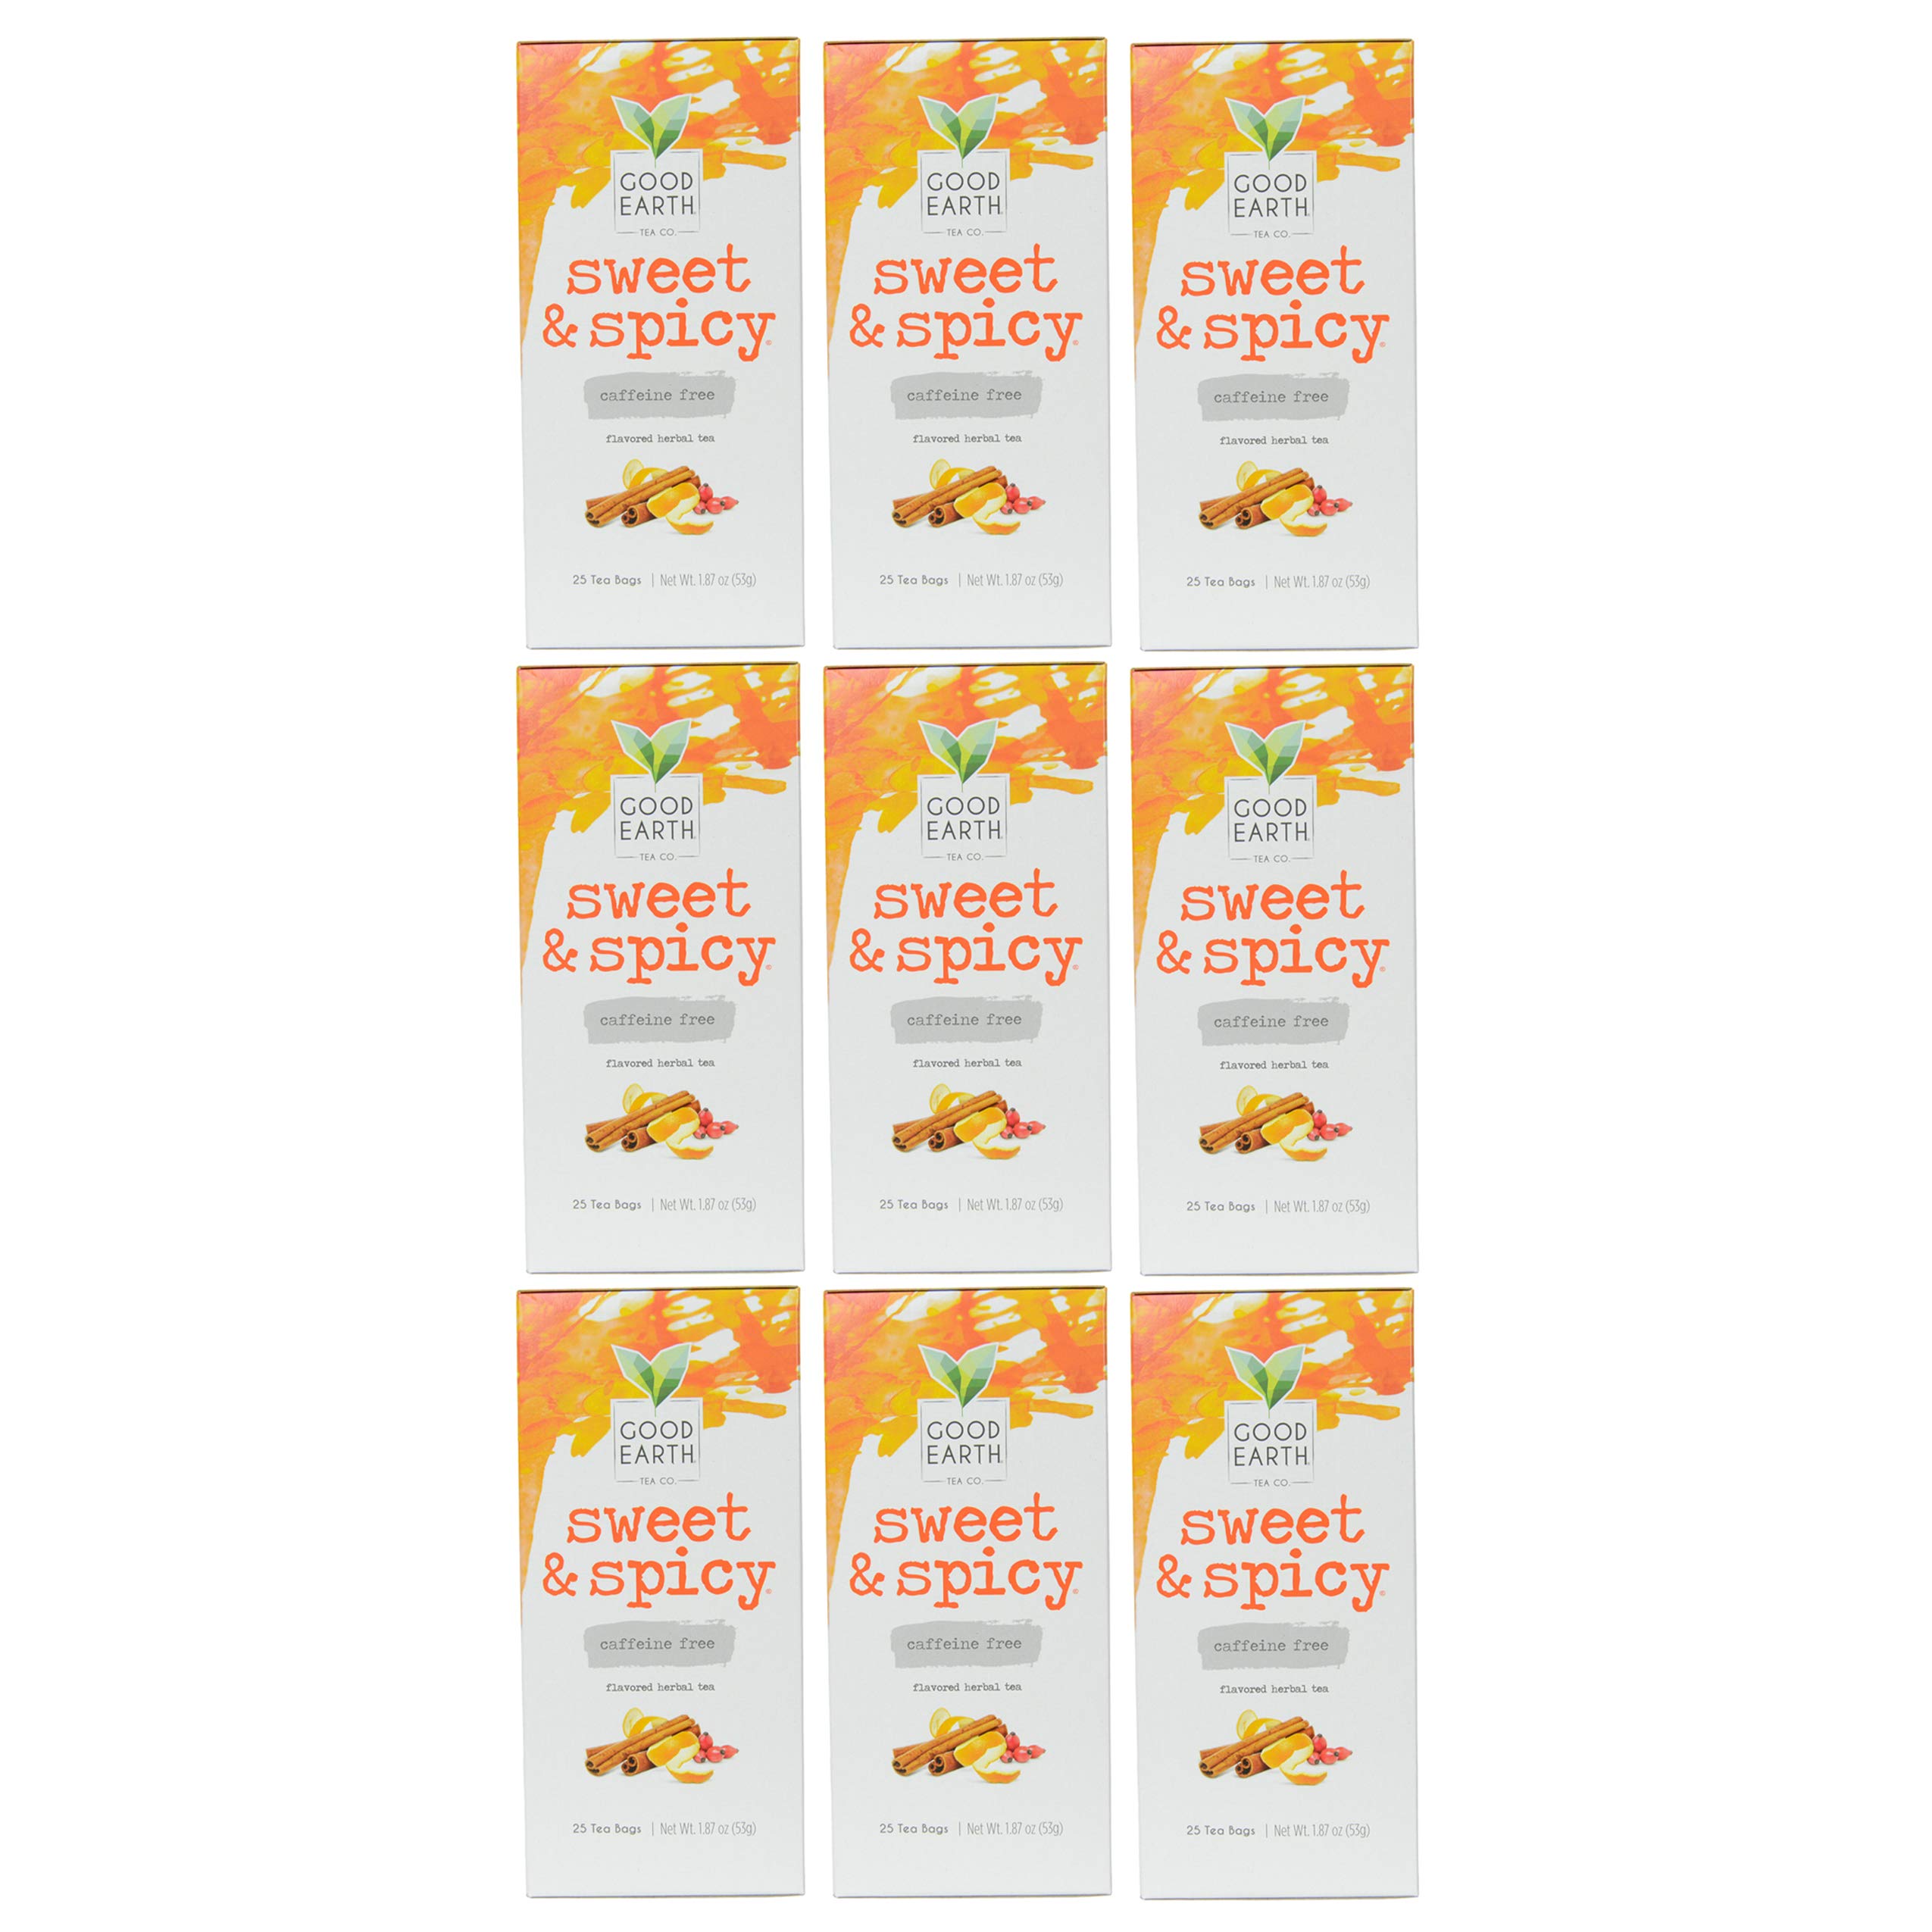 GOOD
EARTH
TEA CO.
sweet
& spicy
caffeine free
flavored herbal tea
25 Tea Bags | Net Wt. 1.87 oz (53g)
GOOD
EARTH
TEA CO.
sweet
& spicy
caffeine free
flavored herbal tea
25 Tea Bags | Net Wt. 1.87 oz (53g)
GOOD
EARTH
TEA CO.
sweet
& spicy
caffeine free
flavored herbal tea
25 Tea Bags | Net Wt. 1.87 oz (53g)
GOOD
EARTH
TEA CO.
sweet
& spicy
caffeine free
flavored herbal tea
25 Tea Bags | Net Wt. 1.87 oz (53g)
GOOD
EARTH
TEA CO.
sweet
& spicy
caffeine free
flavored herbal tea
25 Tea Bags | Net Wt. 1.87 oz (53g)
GOOD
EARTH
TEA CO.
sweet
& spicy
caffeine free
flavored herbal tea
25 Tea Bags | Net Wt. 1.87 oz (53g)
GOOD
EARTH
TEA CO.
sweet
& spicy
caffeine free
flavored herbal tea
25 Tea Bags | Net Wt. 1.87 oz (53g)
GOOD
EARTH
TEA CO.
sweet
& spicy
caffeine free
flavored herbal tea
25 Tea Bags | Net Wt. 1.87 oz (53g)
GOOD
EARTH
TEA CO.
sweet
& spicy
caffeine free
flavored herbal tea
25 Tea Bags | Net Wt. 1.87 oz (53g)